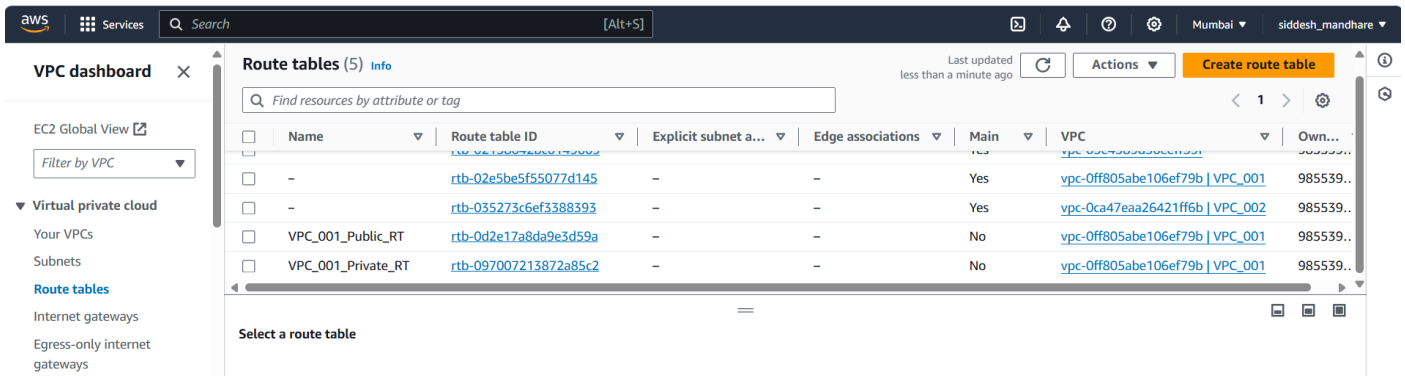 aws Services Search [Alt+S] Mumbai ▼ siddesh_mandhare ▼
VPC dashboard
EC2 Global View
Filter by VPC
Virtual private cloud
Your VPCs
Subnets
Route tables
Internet gateways
Egress-only internet
gateways
Route tables (5) Info
Last updated
less than a minute ago
Actions ▼ Create route table
Find resources by attribute or tag
1
Name Route table ID Explicit subnet a... Edge associations Main VPC Own...
Yes
– rtb-02e5be5f55077d145 – – Yes vpc-0ff805abe106ef79b | VPC_001 985539..
– rtb-035273c6ef3388393 – – Yes vpc-0ca47eaa26421ff6b | VPC_002 985539..
VPC_001_Public_RT rtb-0d2e17a8da9e3d59a – – No vpc-0ff805abe106ef79b | VPC_001 985539..
VPC_001_Private_RT rtb-097007213872a85c2 – – No vpc-0ff805abe106ef79b | VPC_001 985539..
Select a route table